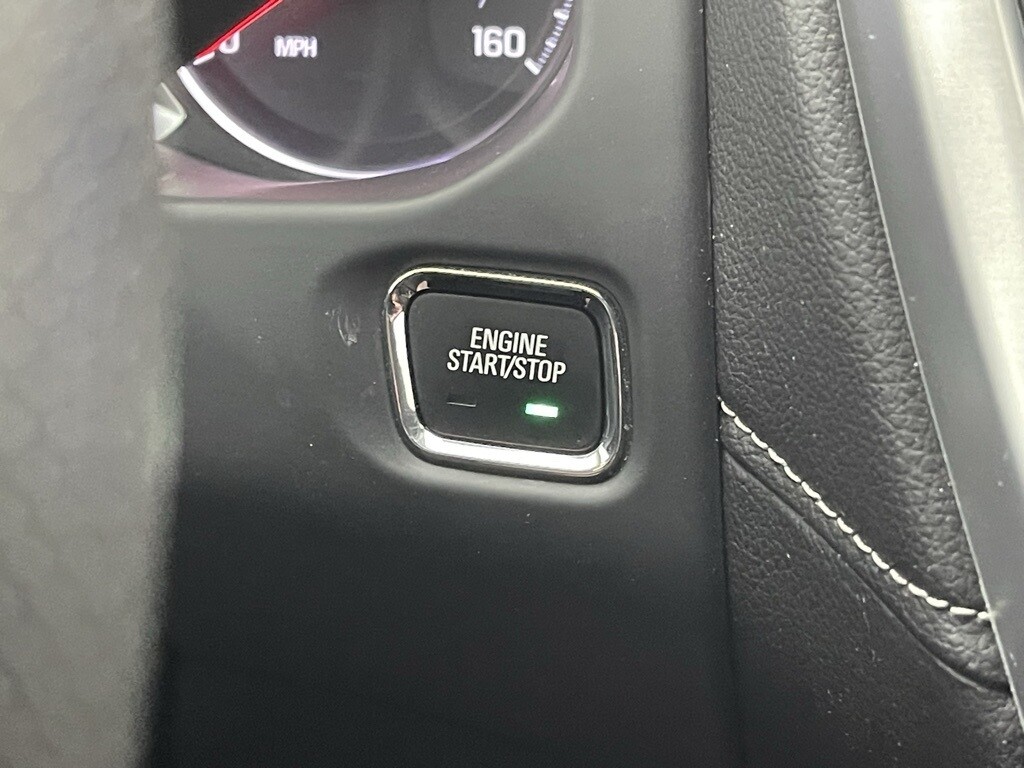 MPH
160
ENGINE
START/STOP